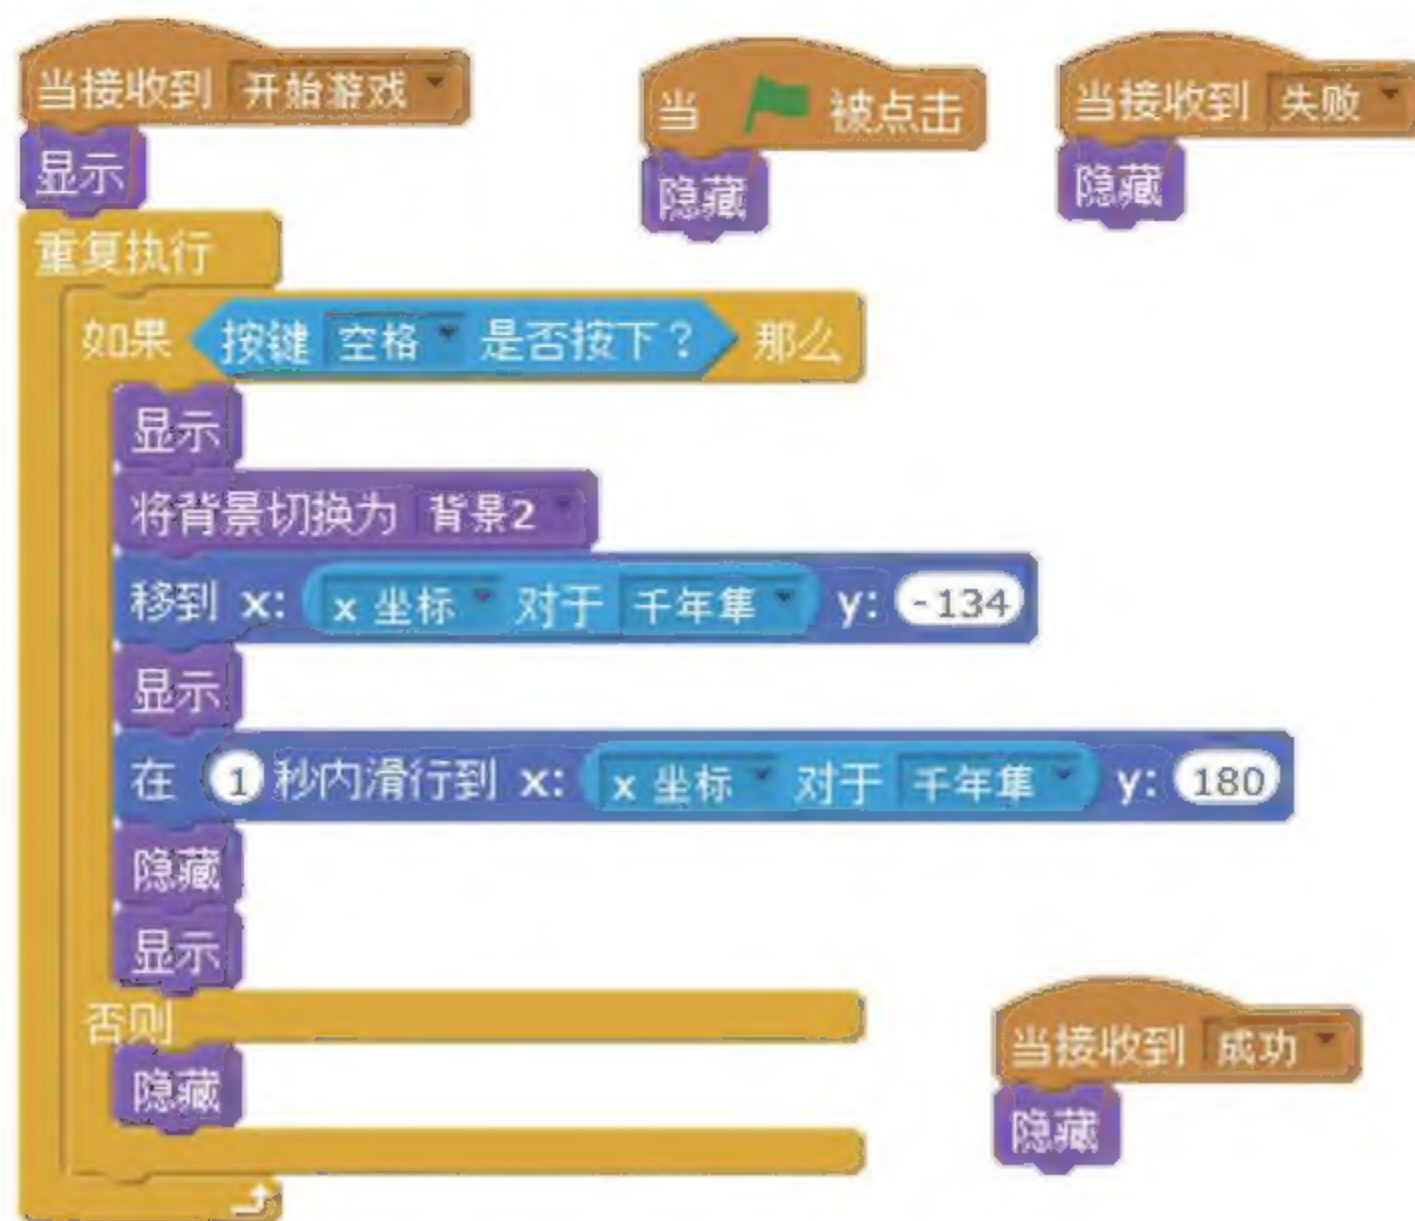 当接收到 开始游戏
显示
重复执行
如果 按键 空格 是否按下？ 那么
显示
将背景切换为 背景2
移到 x: x 坐标 对于 千年隼 y: -134
显示
在 1 秒内滑行到 x: x 坐标 对于 千年隼 y: 180
隐藏
显示
否则
隐藏
当 被点击
隐藏
当接收到 失败
隐藏
当接收到 成功
隐藏